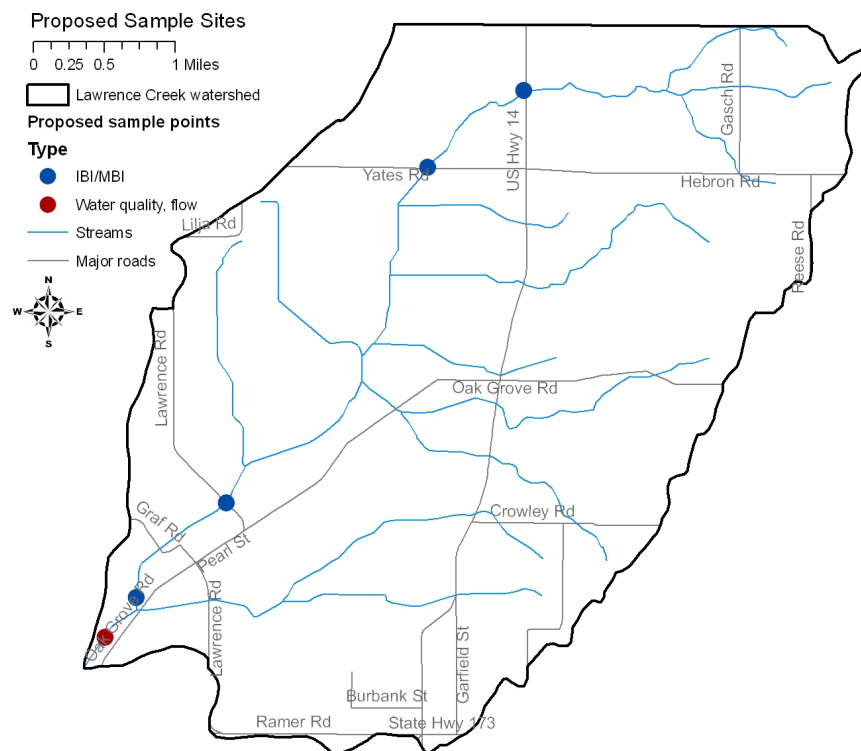 Proposed Sample Sites
0 0.25 0.5 1 Miles
Lawrence Creek watershed
Proposed sample points
Type
IBI/MBI
Water quality, flow
Streams
Major roads
N
W E
S
Gasch Rd
US Hwy 14
Yates Rd
Hebron Rd
Lilja Rd
Reese Rd
Lawrence Rd
Oak Grove Rd
Graf Rd
Crowley Rd
Pearl St
Oak Grove Rd
Lawrence Rd
Garfield St
Burbank St
Ramer Rd
State Hwy 173